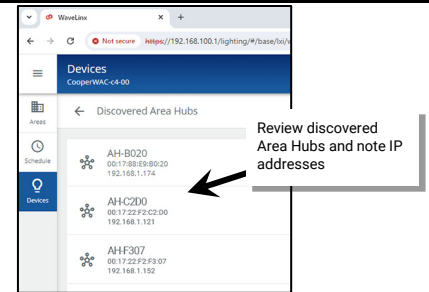 WaveLinx
Not secure https://192.168.100.1/lighting/#/base/lxi/v
Devices
CooperWAC-c4-00
Areas
Discovered Area Hubs
Schedule
Devices
AH-B020
00:17:88:E9:80:20
192.168.1.174
AH-C2D0
00:17:22:F2:C2:D0
192.168.1.121
AH-F307
00:17:22:F2:F3:07
192.168.1.152
Review discovered
Area Hubs and note IP
addresses